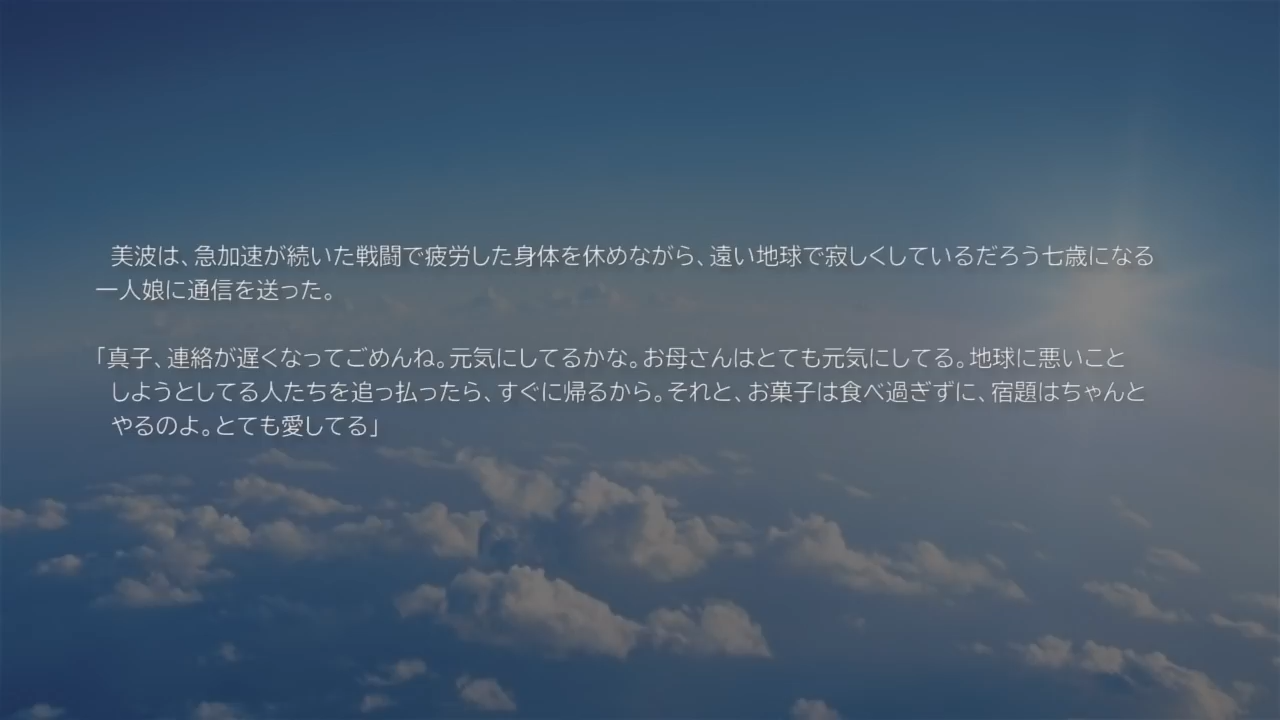 美波は、急加速が続いた戦闘で疲労した身体を休めながら、遠い地球で寂しくしているだろう七歳になる
一人娘に通信を送った。
「真子、連絡が遅くなってごめんね。元気にしてるかな。お母さんはとても元気にしてる。地球に悪いこと
しようとしてる人たちを追っ払ったら、すぐに帰るから。それと、お菓子は食べ過ぎずに、宿題はちゃんと
やるのよ。とても愛してる」